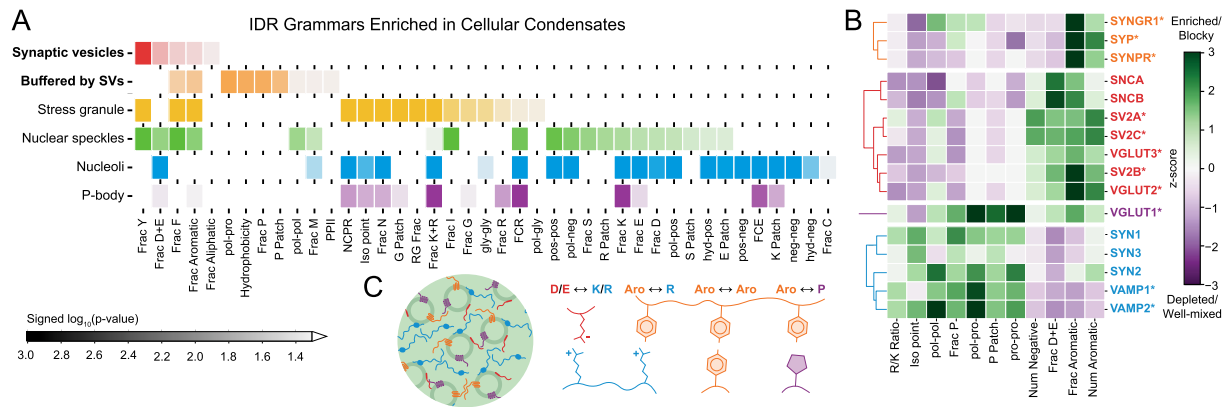 A
IDR Grammars Enriched in Cellular Condensates
Synaptic vesicles
Buffered by SVs
Stress granule
Nuclear speckles
Nucleoli
P-body
Frac Y
Frac D+E
Frac F
Frac Aromatic
Frac Aliphatic
pol-pro
Hydrophobicity
Frac P
P Patch
pol-pol
Frac M
PPII
NCPR
Iso point
Frac N
G Patch
RG Frac
Frac K+R
Frac I
Frac G
gly-gly
Frac R
FCR
pol-gly
pos-pos
pol-neg
Frac S
R Patch
Frac K
Frac E
Frac D
pol-pos
S Patch
hyd-pos
E Patch
pos-neg
FCE
K Patch
neg-neg
hyd-neg
Frac C
Signed log10(p-value)
3.0 2.8 2.6 2.4 2.2 2.0 1.8 1.6 1.4
B
SYNGR1*
SYP*
SYNPR*
SNCA
SNCB
SV2A*
SV2C*
VGLUT3*
SV2B*
VGLUT2*
VGLUT1*
SYN1
SYN3
SYN2
VAMP1*
VAMP2*
R/K Ratio
Iso point
pol-pol
Frac P
pol-pro
P Patch
pro-pro
Num Negative
Frac D+E
Frac Aromatic
Num Aromatic
Enriched/
Blocky
3
2
1
0
−1
−2
−3
z-score
Depleted/
Well-mixed
C
D/E ↔ K/R
Aro ↔ R
Aro ↔ Aro
Aro ↔ P
-
+
+